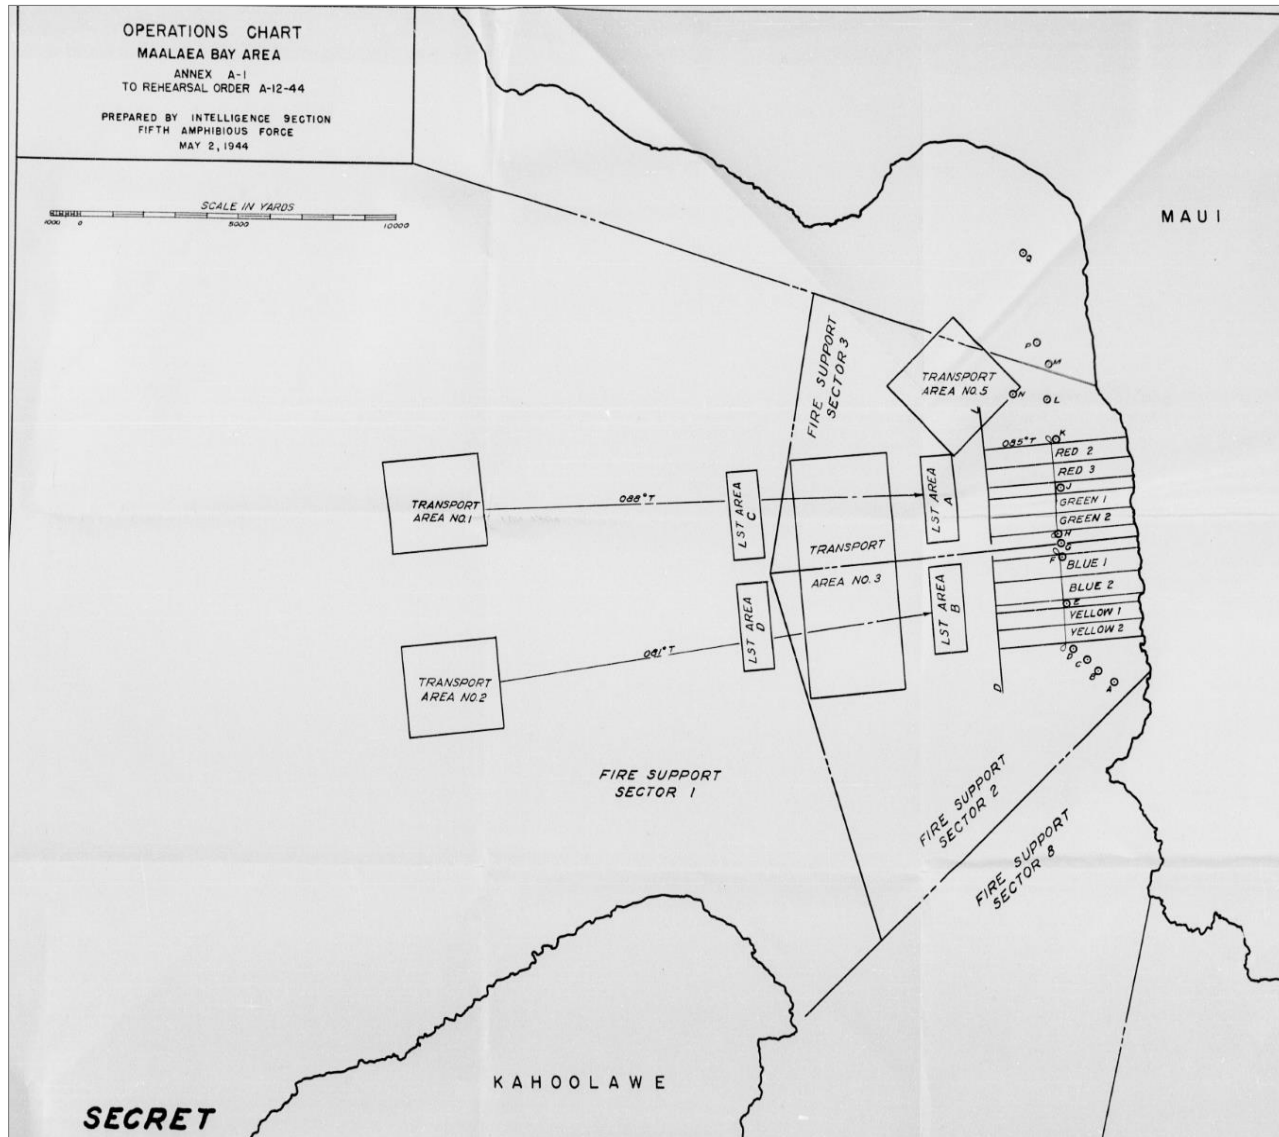 OPERATIONS CHART
MAALAEA BAY AREA
ANNEX A-1
TO REHEARSAL ORDER A-12-44
PREPARED BY INTELLIGENCE SECTION
FIFTH AMPHIBIOUS FORCE
MAY 2, 1944
SCALE IN YARDS
1000 0 5000 10000
MAUI
Q
P
M
N
L
K
FIRE SUPPORT
SECTOR 3
TRANSPORT
AREA NO.5
L
085°T
RED 2
RED 3
J
GREEN 1
GREEN 2
H
G
F
BLUE 1
BLUE 2
E
YELLOW 1
YELLOW 2
D
C
B
A
D
TRANSPORT
AREA NO.1
088°T
LST AREA
C
LST AREA
A
TRANSPORT
AREA NO.3
LST AREA
D
LST AREA
B
081°T
TRANSPORT
AREA NO.2
FIRE SUPPORT
SECTOR 1
FIRE SUPPORT
SECTOR 2
FIRE SUPPORT
SECTOR 8
KAHOOLAWE
SECRET